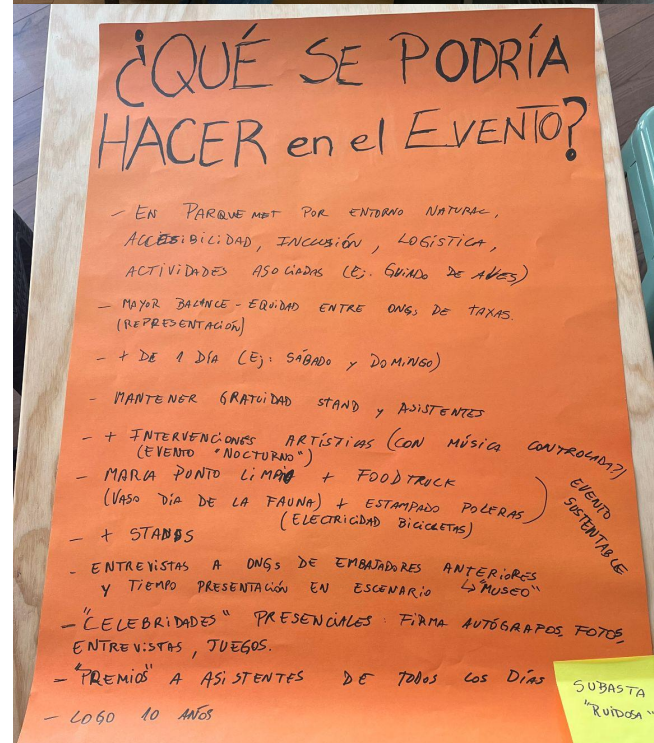 ¿QUÉ SE PODRÍA
HACER en el EVENTO?
- EN PARQUEMET POR ENTORNO NATURAL,
ACCESIBILIDAD, INCLUSIÓN, LOGÍSTICA,
ACTIVIDADES ASOCIADAS (Ej: GUIADO DE AVES)
- MAYOR BALANCE - EQUIDAD ENTRE ONGs DE TAXAS.
(REPRESENTACIÓN)
- + DE 1 DÍA (Ej: SÁBADO y DOMINGO)
- MANTENER GRATUIDAD STAND y ASISTENTES
- + INTERVENCIONES ARTÍSTICAS (CON MÚSICA CONTROLADA?)
(EVENTO "NOCTURNO")
- MARCA PUNTO LIMPIO + FOODTRUCK
(VASO DÍA DE LA FAUNA) + ESTAMPADO POLERAS
(ELECTRICIDAD BICICLETAS)
EVENTO
SUSTENTABLE
- + STANDS
- ENTREVISTAS A ONGs DE EMBAJADORES ANTERIORES
y TIEMPO PRESENTACIÓN EN ESCENARIO ↳ "MUSEO"
- "CELEBRIDADES" PRESENCIALES: FIRMA AUTÓGRAFOS, FOTOS,
ENTREVISTAS, JUEGOS.
- "PREMIOS" A ASISTENTES DE TODOS LOS DÍAS
- LOGO 10 AÑOS
SUBASTA
"RUIDOSA"